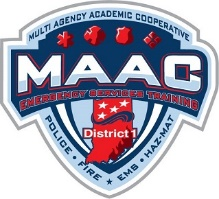 MULTI AGENCY ACADEMIC COOPERATIVE
MAAC
EMERGENCY SERVICES TRAINING
District 1
POLICE • FIRE ★ EMS • HAZ-MAT